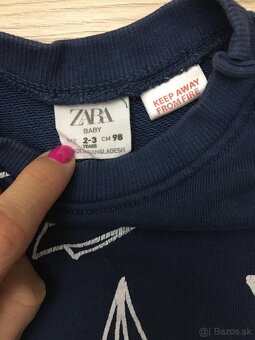 ZARA
BABY
2-3 CM 98
YEARS
BANGLADESH
KEEP AWAY
FROM FIRE
© Bazos.sk